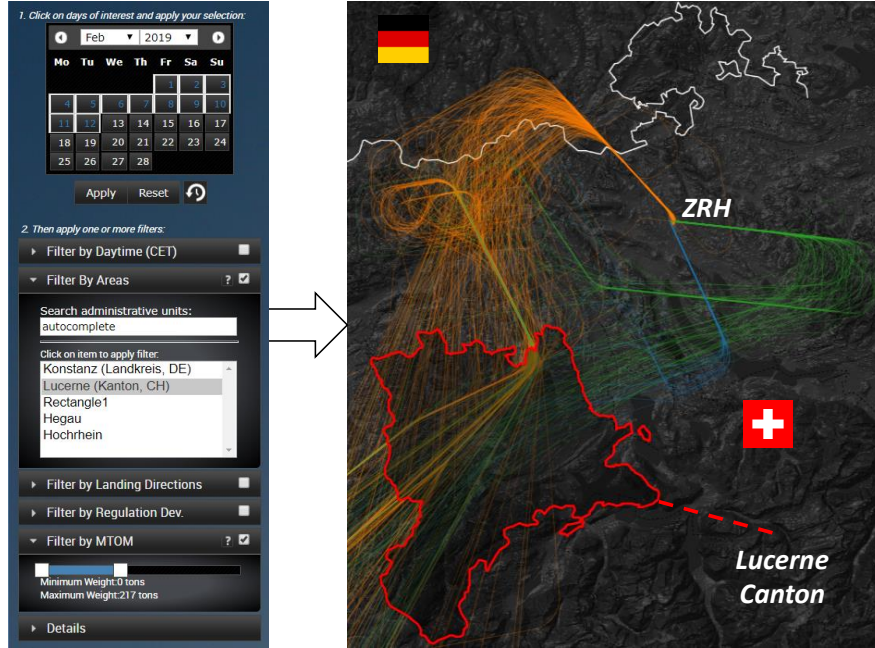 1. Click on days of interest and apply your selection:
Feb 2019
Mo Tu We Th Fr Sa Su
1 2 3
4 5 6 7 8 9 10
11 12 13 14 15 16 17
18 19 20 21 22 23 24
25 26 27 28
Apply Reset
2. Then apply one or more filters:
Filter by Daytime (CET)
Filter By Areas ?
Search administrative units:
autocomplete
Click on item to apply filter:
Konstanz (Landkreis, DE)
Lucerne (Kanton, CH)
Rectangle1
Hegau
Hochrhein
Filter by Landing Directions
Filter by Regulation Dev.
Filter by MTOM ?
Minimum Weight:0 tons
Maximum Weight:217 tons
Details
ZRH
Lucerne
Canton